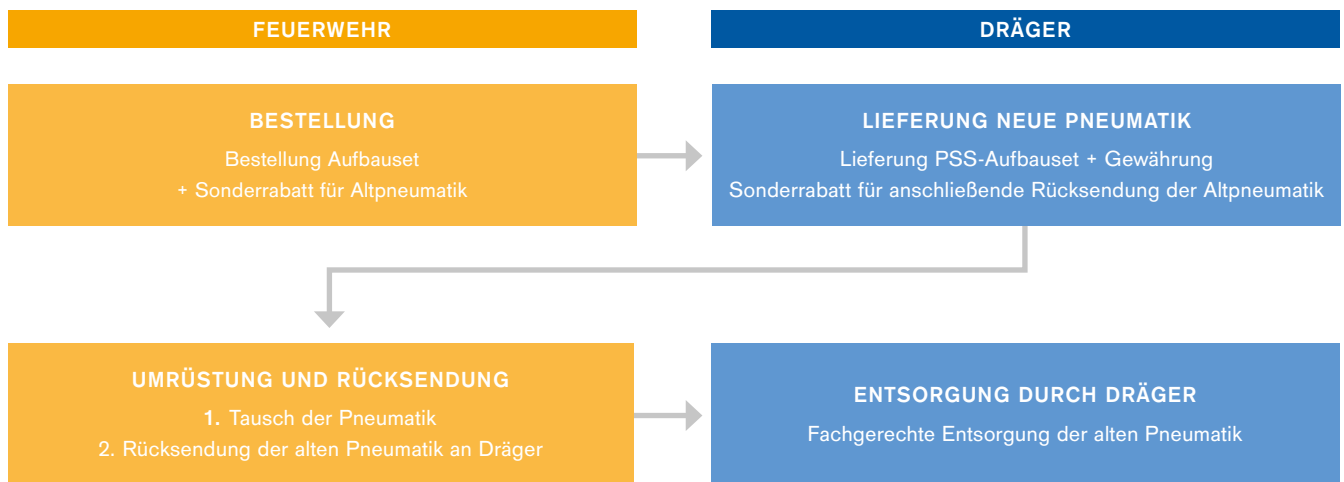 FEUERWEHR
DRÄGER
BESTELLUNG
Bestellung Aufbauset
+ Sonderrabatt für Altpneumatik
LIEFERUNG NEUE PNEUMATIK
Lieferung PSS-Aufbauset + Gewährung
Sonderrabatt für anschließende Rücksendung der Altpneumatik
UMRÜSTUNG UND RÜCKSENDUNG
1. Tausch der Pneumatik
2. Rücksendung der alten Pneumatik an Dräger
ENTSORGUNG DURCH DRÄGER
Fachgerechte Entsorgung der alten Pneumatik